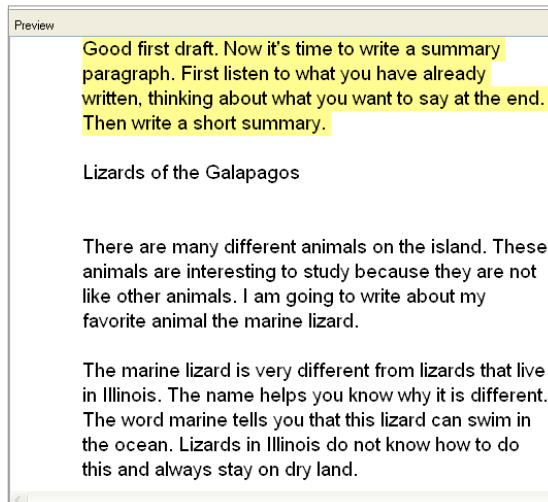 Preview
Good first draft. Now it's time to write a summary
paragraph. First listen to what you have already
written, thinking about what you want to say at the end.
Then write a short summary.
Lizards of the Galapagos
There are many different animals on the island. These
animals are interesting to study because they are not
like other animals. I am going to write about my
favorite animal the marine lizard.
The marine lizard is very different from lizards that live
in Illinois. The name helps you know why it is different.
The word marine tells you that this lizard can swim in
the ocean. Lizards in Illinois do not know how to do
this and always stay on dry land.